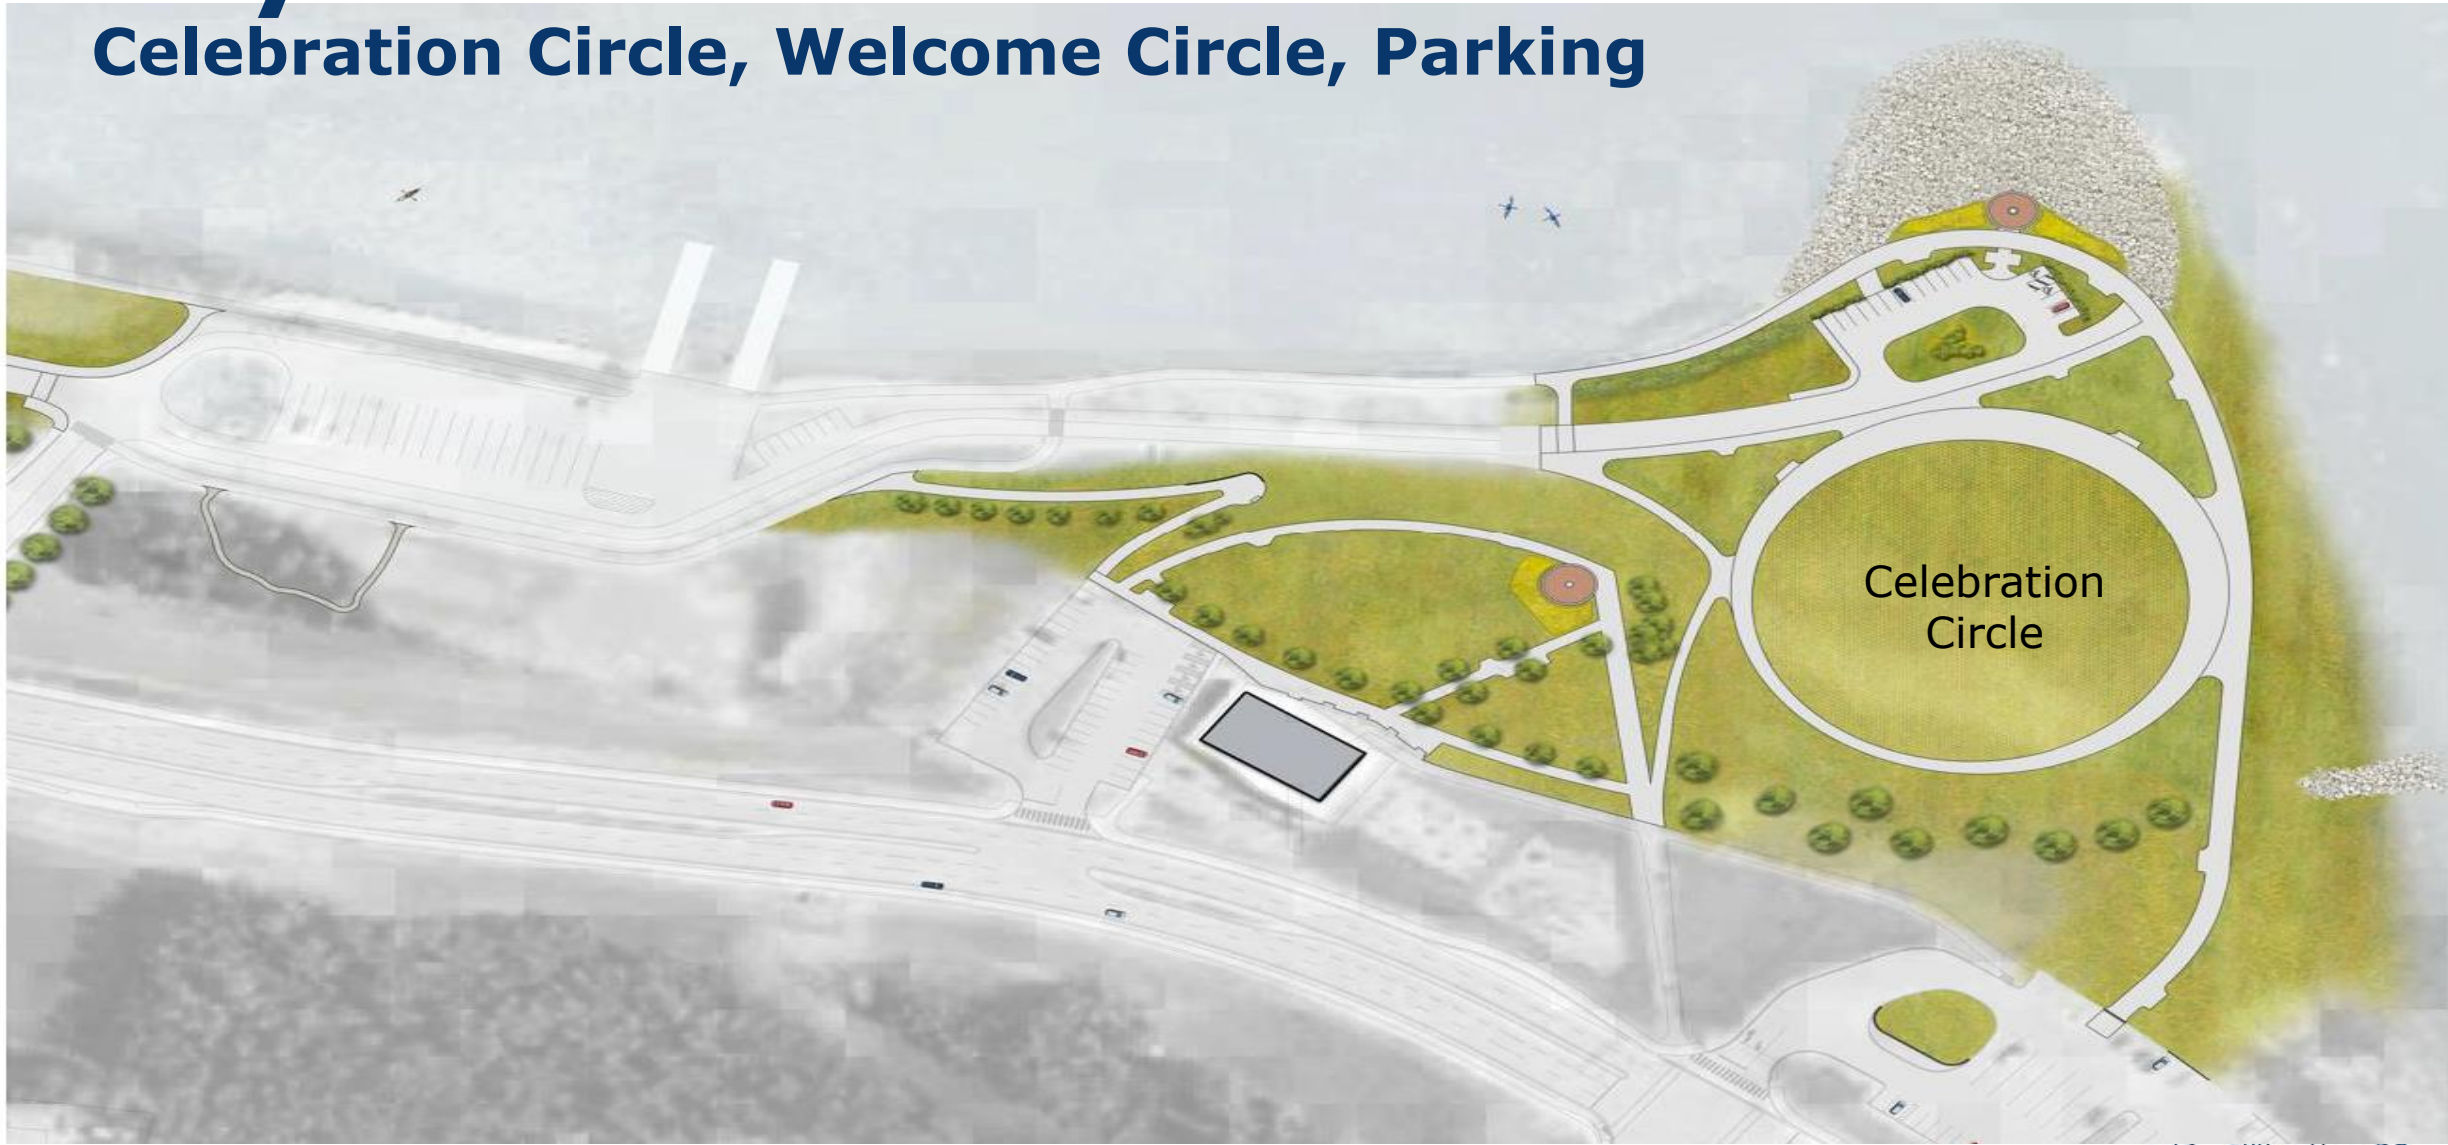 Celebration Circle, Welcome Circle, Parking
Celebration
Circle